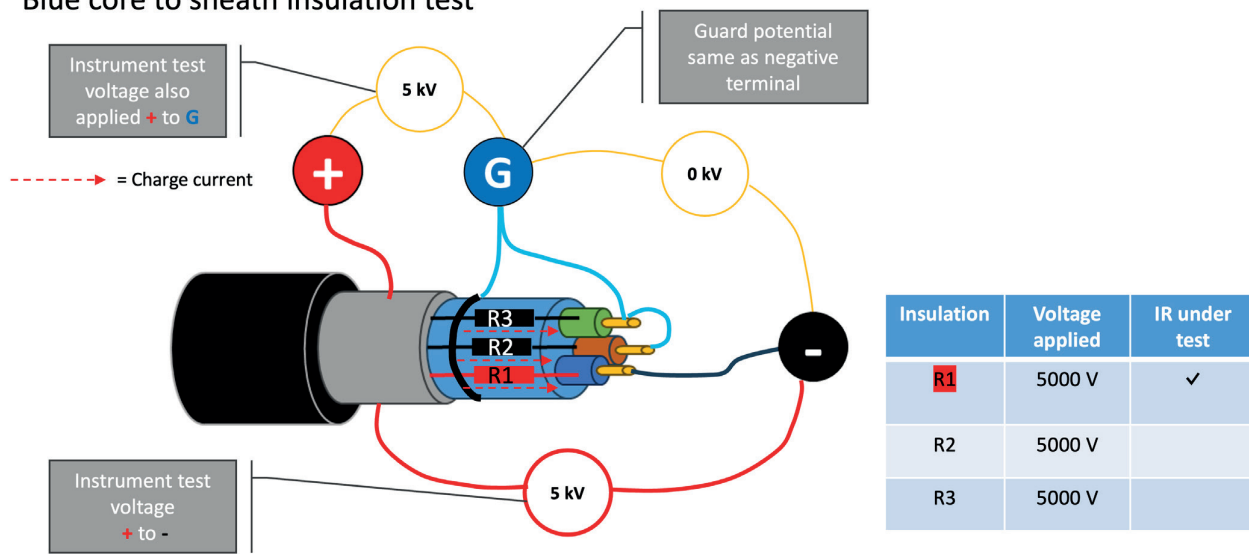 Blue core to sheath insulation test
Instrument test
voltage also
applied + to G
5 kV
Guard potential
same as negative
terminal
+
G
0 kV
= Charge current
R3
R2
R1
-
Insulation
Voltage
applied
IR under
test
R1
5000 V
✓
R2
5000 V
R3
5000 V
Instrument test
voltage
+ to -
5 kV